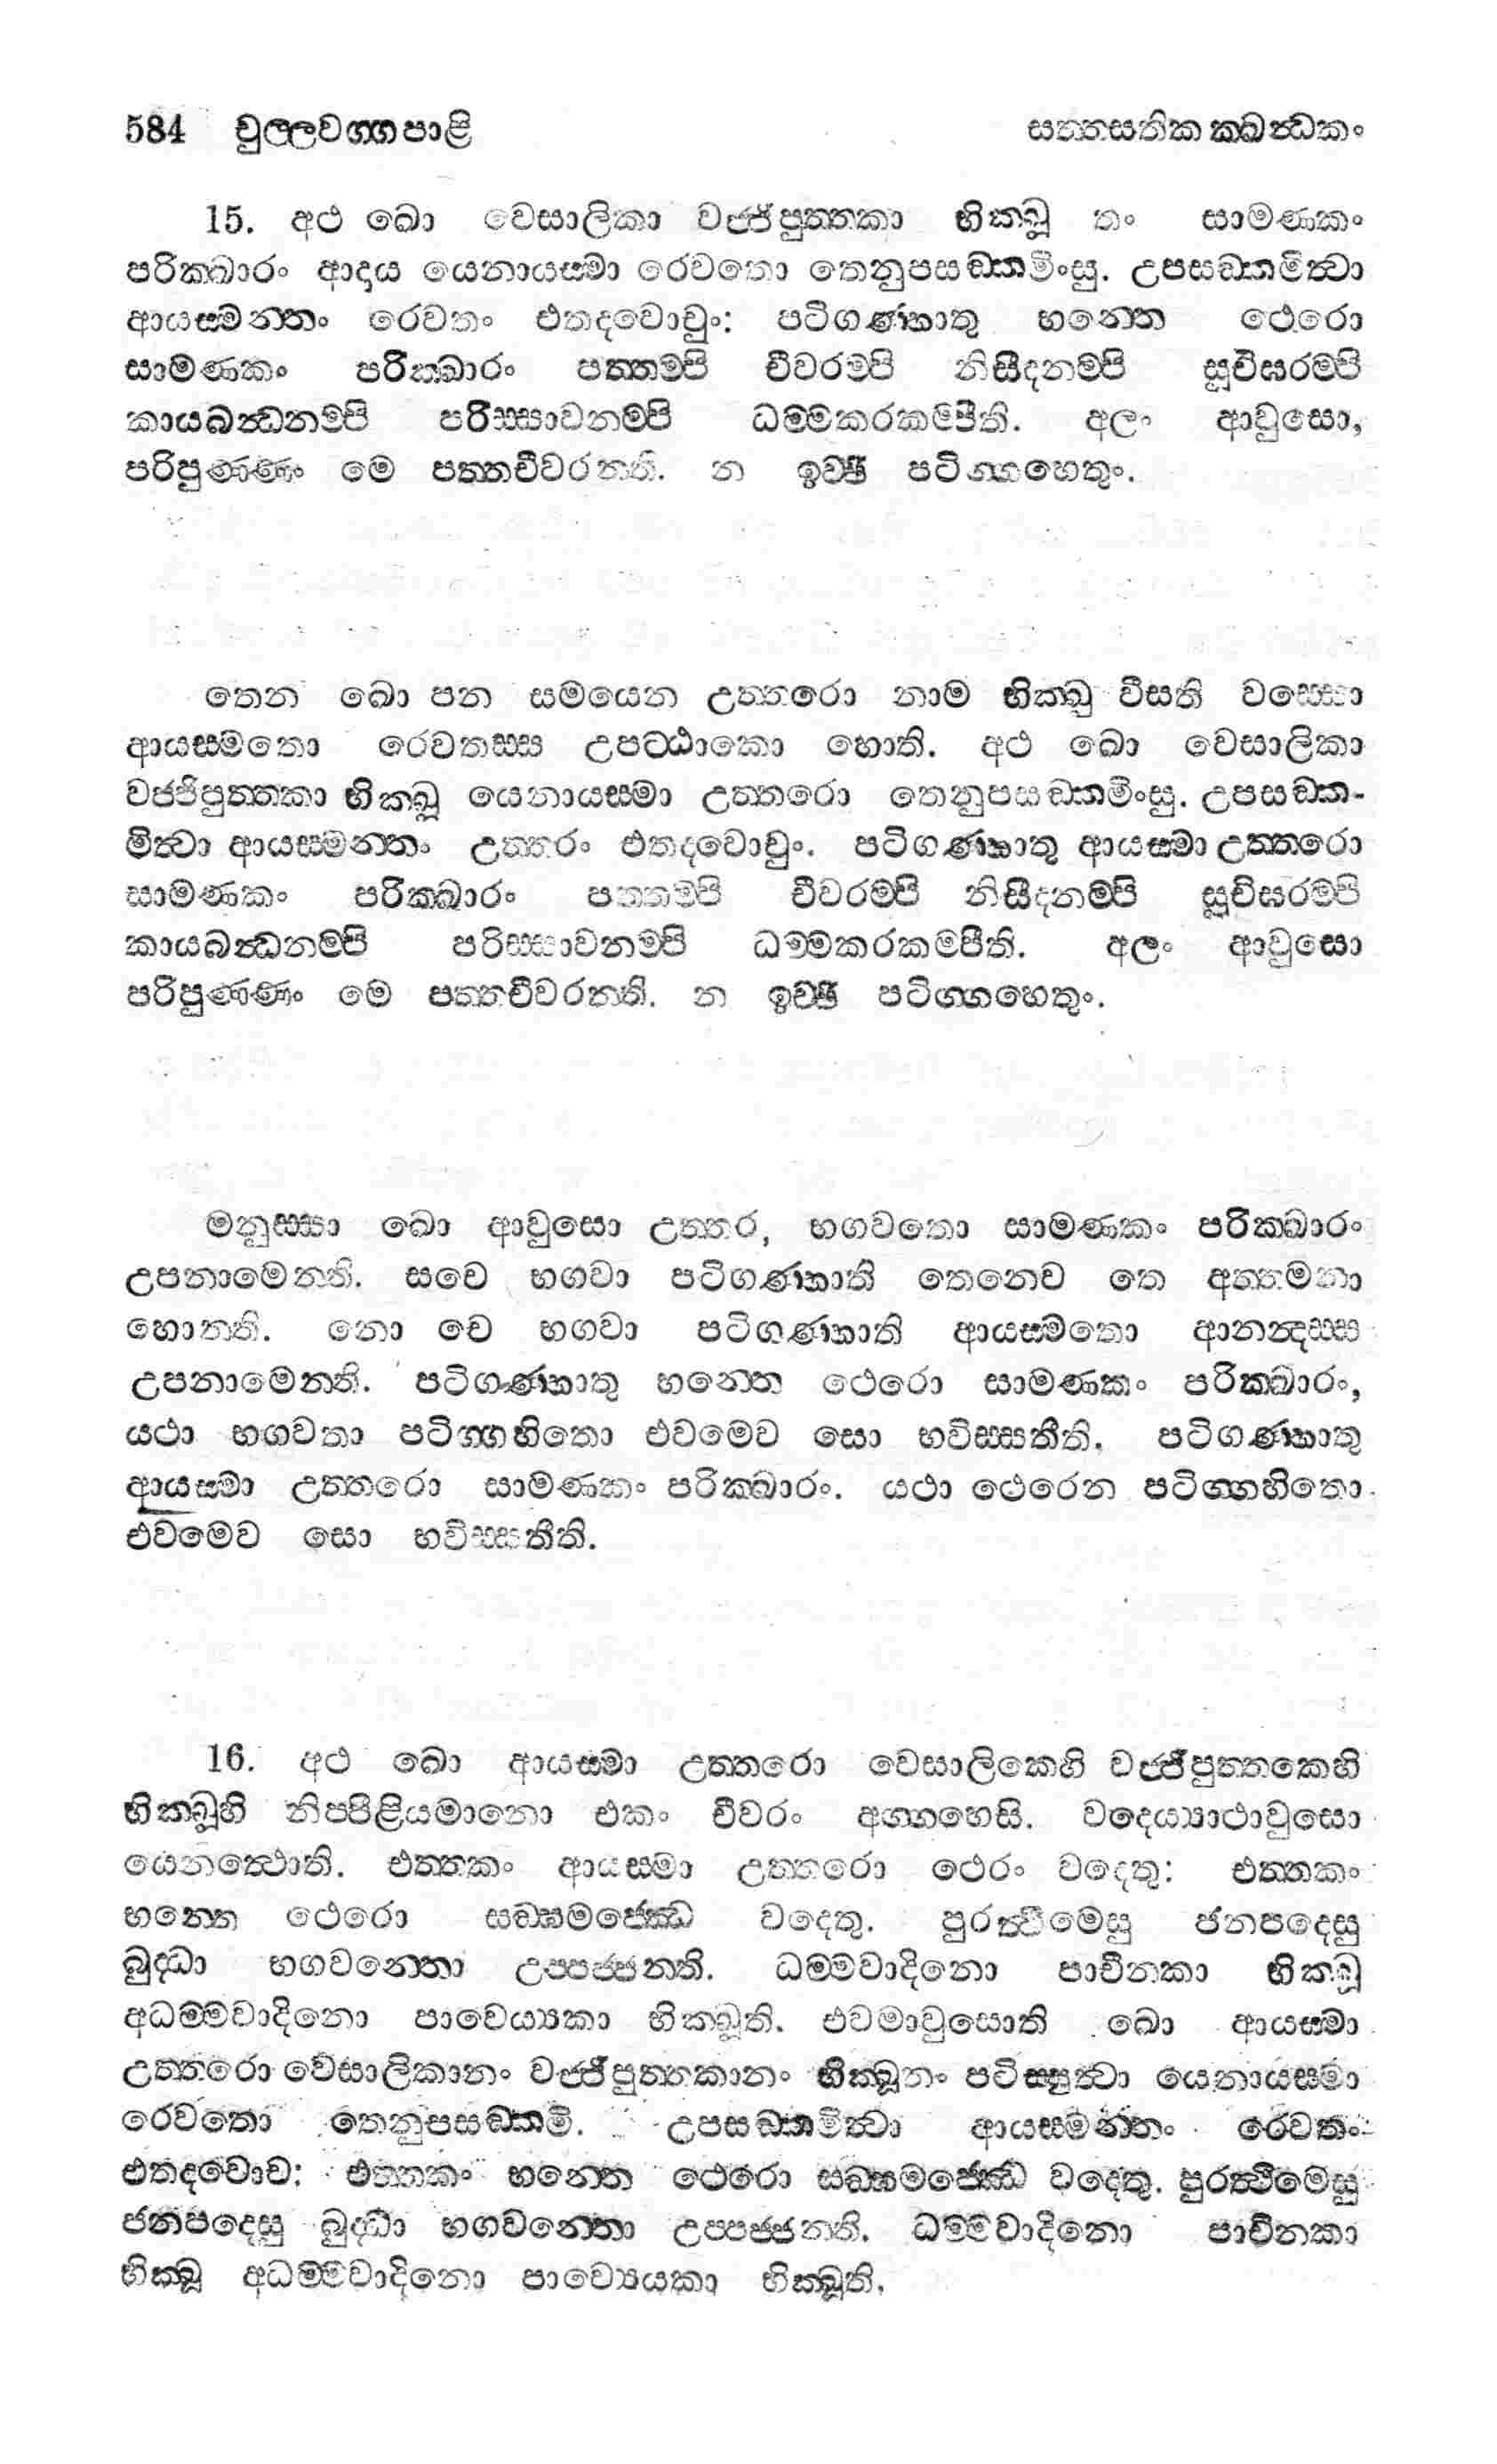 584 චුල්ලවග්ගපාළි සත්තසතිකක්ඛන්ධකං
15. අථ ඛො වෙසාලිකා වජ්ජිපුත්තකා භික්ඛූ තං සාමණකං
පරික්ඛාරං ආදාය යෙනායස්මා රෙවතො තෙනුපසඞ්කමිංසු. උපසඞ්කමිත්වා
ආයස්මන්තං රෙවතං එතදවොචුං: පටිගණ්හාතු භන්තෙ ථෙරො
සාමණකං පරික්ඛාරං පත්තම්පි චීවරම්පි නිසීදනම්පි සූචිඝරම්පි
කායබන්ධනම්පි පරිස්සාවනම්පි ධම්මකරකම්පීති. අලං ආවුසො,
පරිපුණ්ණං මෙ පත්තචීවරන්ති. න ඉච්ඡි පටිග්ගහෙතුං.
තෙන ඛො පන සමයෙන උත්තරො නාම භික්ඛු වීසති වස්සො
ආයස්මතො රෙවතස්ස උපට්ඨාකො හොති. අථ ඛො වෙසාලිකා
වජ්ජිපුත්තකා භික්ඛූ යෙනායස්මා උත්තරො තෙනුපසඞ්කමිංසු. උපසඞ්ක-
මිත්වා ආයස්මන්තං උත්තරං එතදවොචුං. පටිගණ්හාතු ආයස්මා උත්තරො
සාමණකං පරික්ඛාරං පත්තම්පි චීවරම්පි නිසීදනම්පි සූචිඝරම්පි
කායබන්ධනම්පි පරිස්සාවනම්පි ධම්මකරකම්පීති. අලං ආවුසො
පරිපුණ්ණං මෙ පත්තචීවරන්ති. න ඉච්ඡි පටිග්ගහෙතුං.
මනුස්සා ඛො ආවුසො උත්තර, භගවතො සාමණකං පරික්ඛාරං
උපනාමෙන්ති. සචෙ භගවා පටිගණ්හාති තෙනෙව තෙ අත්තමනා
හොන්ති. නො චෙ භගවා පටිගණ්හාති ආයස්මතො ආනන්දස්ස
උපනාමෙන්ති. පටිගණ්හාතු භන්තෙ ථෙරො සාමණකං පරික්ඛාරං,
යථා භගවතා පටිග්ගහිතො එවමෙව සො භවිස්සතීති, පටිගණ්හාතු
ආයස්මා උත්තරො සාමණකං පරික්ඛාරං. යථා ථෙරෙන පටිග්ගහිතො
එවමෙව සො භවිස්සතීති.
16. අථ ඛො ආයස්මා උත්තරො වෙසාලිකෙහි වජ්ජිපුත්තකෙහි
භික්ඛූහි නිප්පීළියමානො එකං චීවරං අග්ගහෙසි. වදෙය්‍යාථාවුසො
යෙනත්ථොති. එත්තකං ආයස්මා උත්තරො ථෙරං වදෙතු: එත්තකං
භන්තෙ ථෙරො සඞ්ඝමජ්ඣෙ වදෙතු. පුරත්ථිමෙසු ජනපදෙසු
බුද්ධා භගවන්තො උප්පජ්ජන්ති. ධම්මවාදිනො පාචීනකා භික්ඛූ
අධම්මවාදිනො පාවෙය්‍යකා භික්ඛූති. එවමාවුසොති ඛො ආයස්මා
උත්තරො වේසාලිකානං වජ්ජිපුත්තකානං භික්ඛූනං පටිස්සුත්වා යෙනායස්මා
රෙවතො තෙනුපසඞ්කමි. උපසඞ්කමිත්වා ආයස්මන්තං රෙවතං
එතදවොච: එත්තකං භන්තෙ ථෙරො සඞ්ඝමජ්ඣෙ වදෙතු. පුරත්ථිමෙසු
ජනපදෙසු බුද්ධා භගවන්තො උප්පජ්ජන්ති, ධම්මවාදිනො පාචීනකා
භික්ඛූ අධම්මවාදිනො පාව්‍යෙයකා භික්ඛූති,